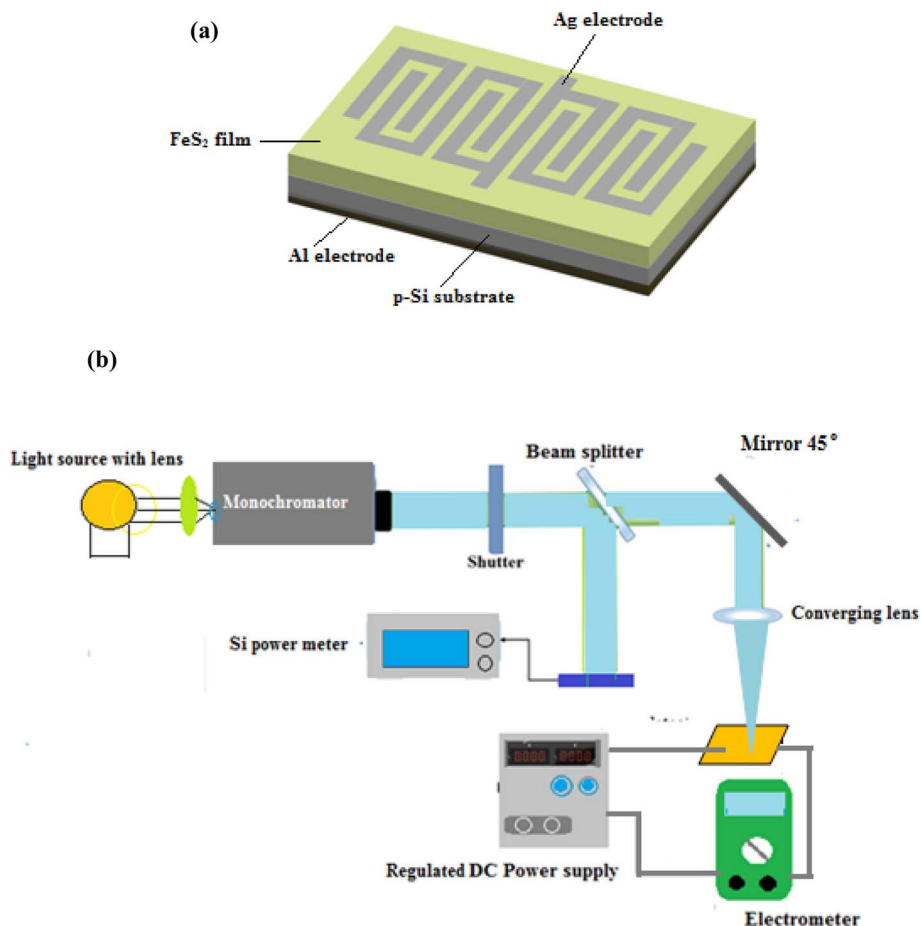 (a)
Ag electrode
FeS₂ film
Al electrode
p-Si substrate
(b)
Mirror 45°
Beam splitter
Light source with lens
Monochromator
Shutter
Converging lens
Si power meter
Regulated DC Power supply
Electrometer